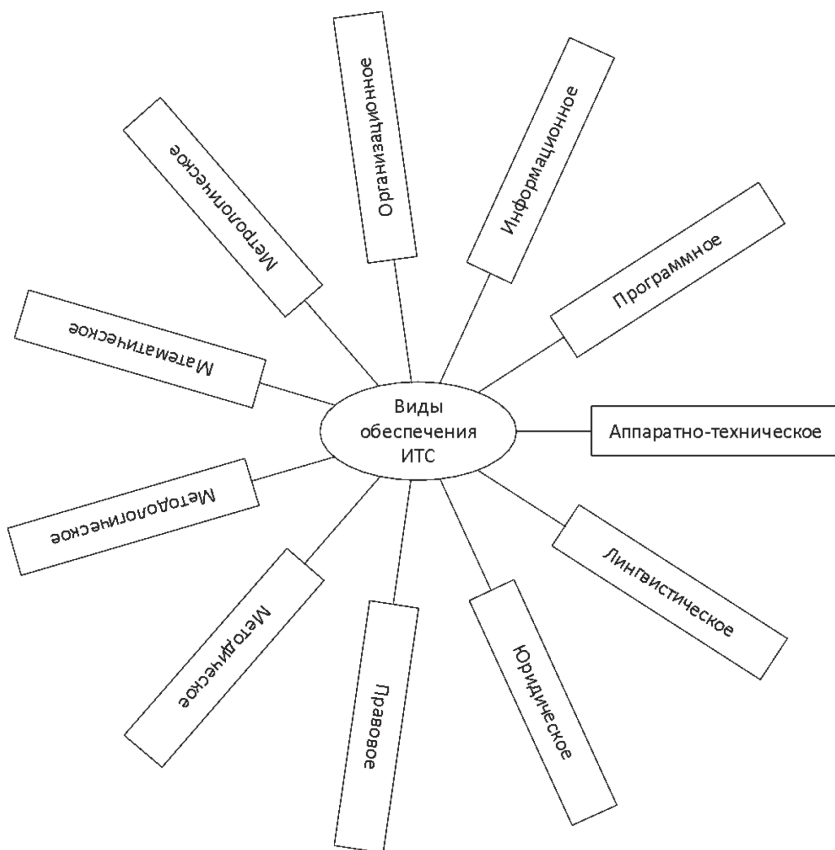 Организационное
Информационное
Программное
Аппаратно-техническое
Лингвистическое
Юридическое
Правовое
Методическое
Методологическое
Математическое
Метрологическое
Виды
обеспечения
ИТС